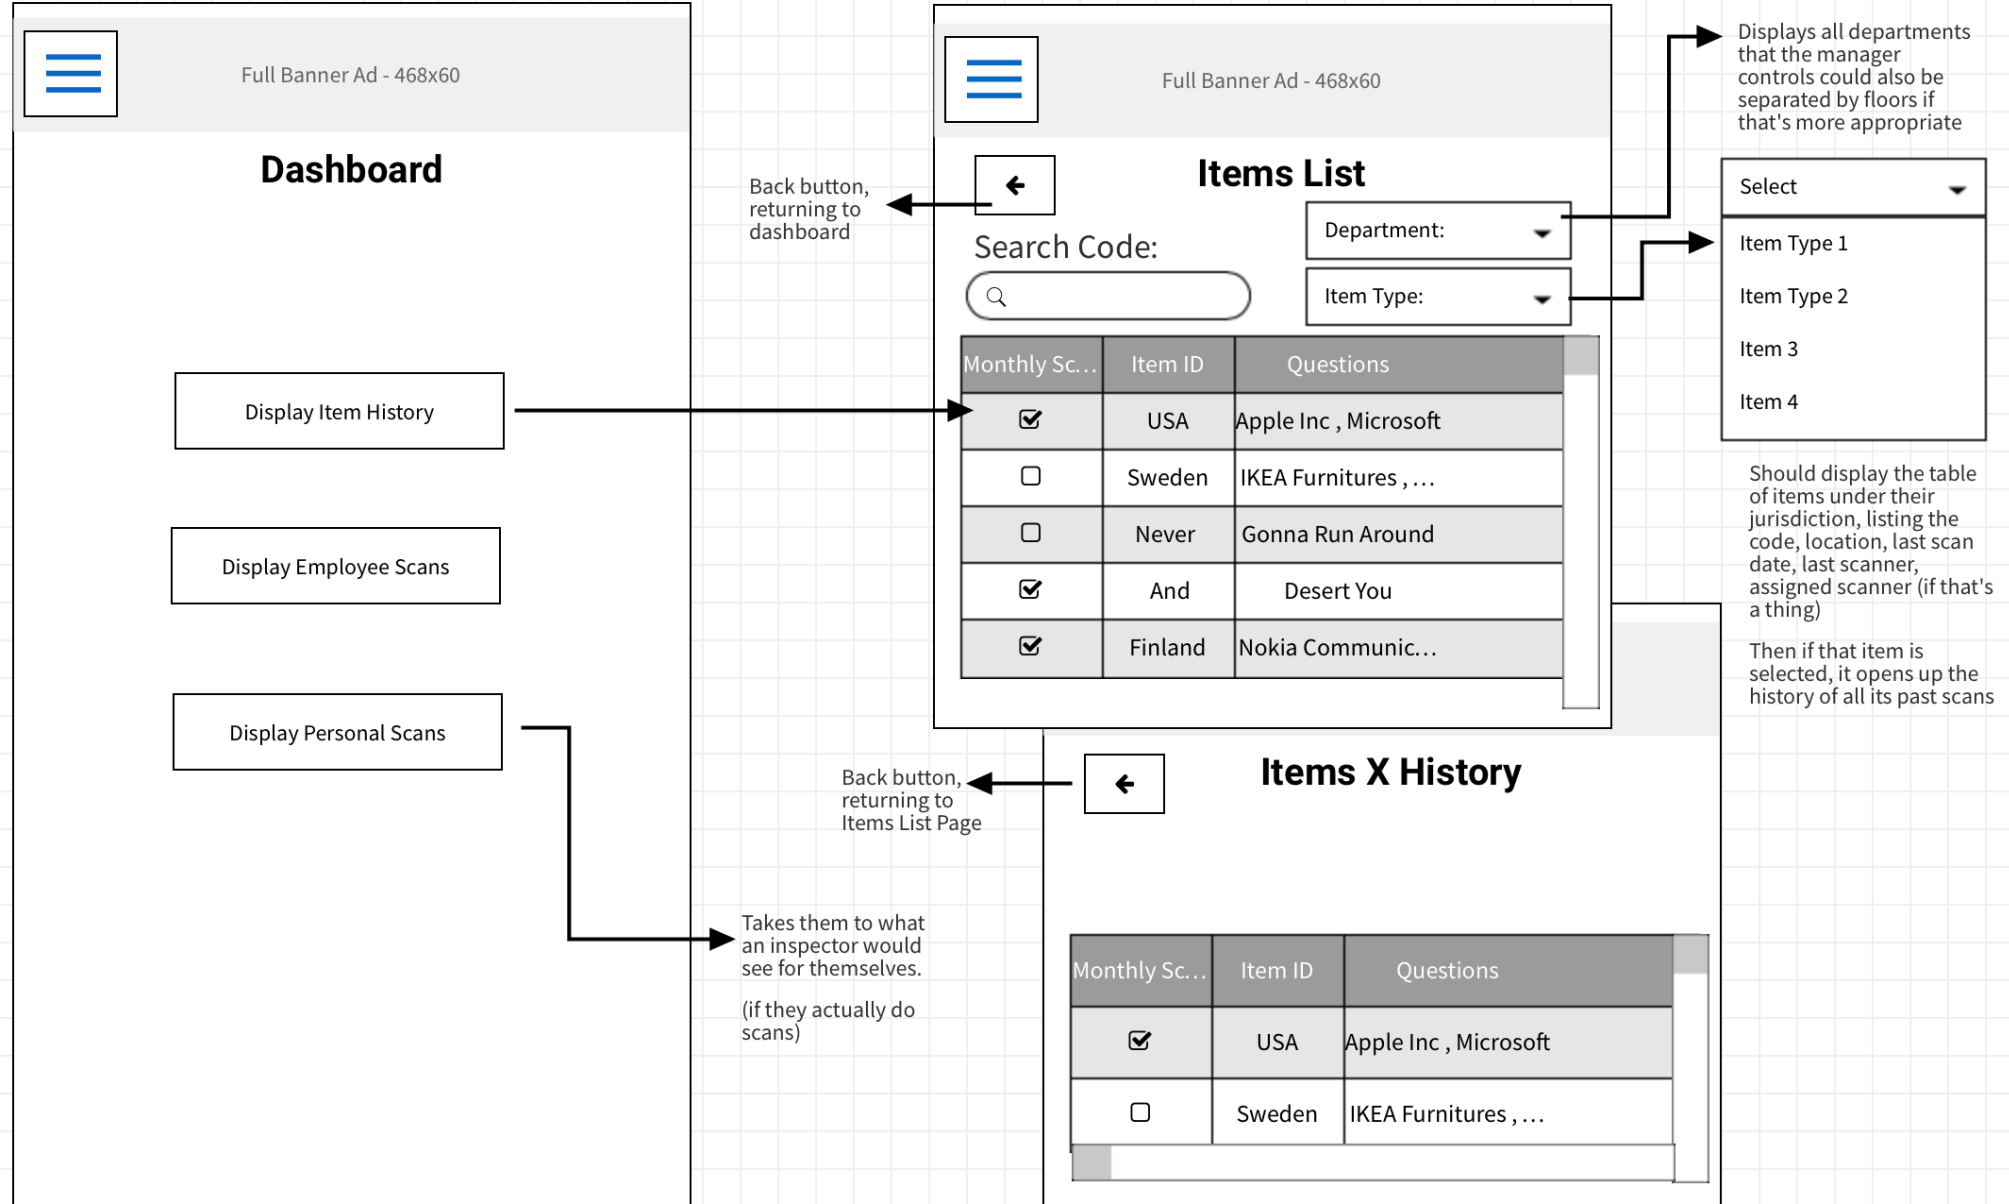 Full Banner Ad - 468x60
Dashboard
Display Item History
Display Employee Scans
Display Personal Scans
Takes them to what
an inspector would
see for themselves.
(if they actually do
scans)
Back button,
returning to
dashboard
Full Banner Ad - 468x60
Items List
Search Code:
Department:
Item Type:
Monthly Sc... Item ID Questions
USA Apple Inc , Microsoft
Sweden IKEA Furnitures , ...
Never Gonna Run Around
And Desert You
Finland Nokia Communic...
Displays all departments
that the manager
controls could also be
separated by floors if
that's more appropriate
Select
Item Type 1
Item Type 2
Item 3
Item 4
Should display the table
of items under their
jurisdiction, listing the
code, location, last scan
date, last scanner,
assigned scanner (if that's
a thing)
Then if that item is
selected, it opens up the
history of all its past scans
Back button,
returning to
Items List Page
Items X History
Monthly Sc... Item ID Questions
USA Apple Inc , Microsoft
Sweden IKEA Furnitures , ...